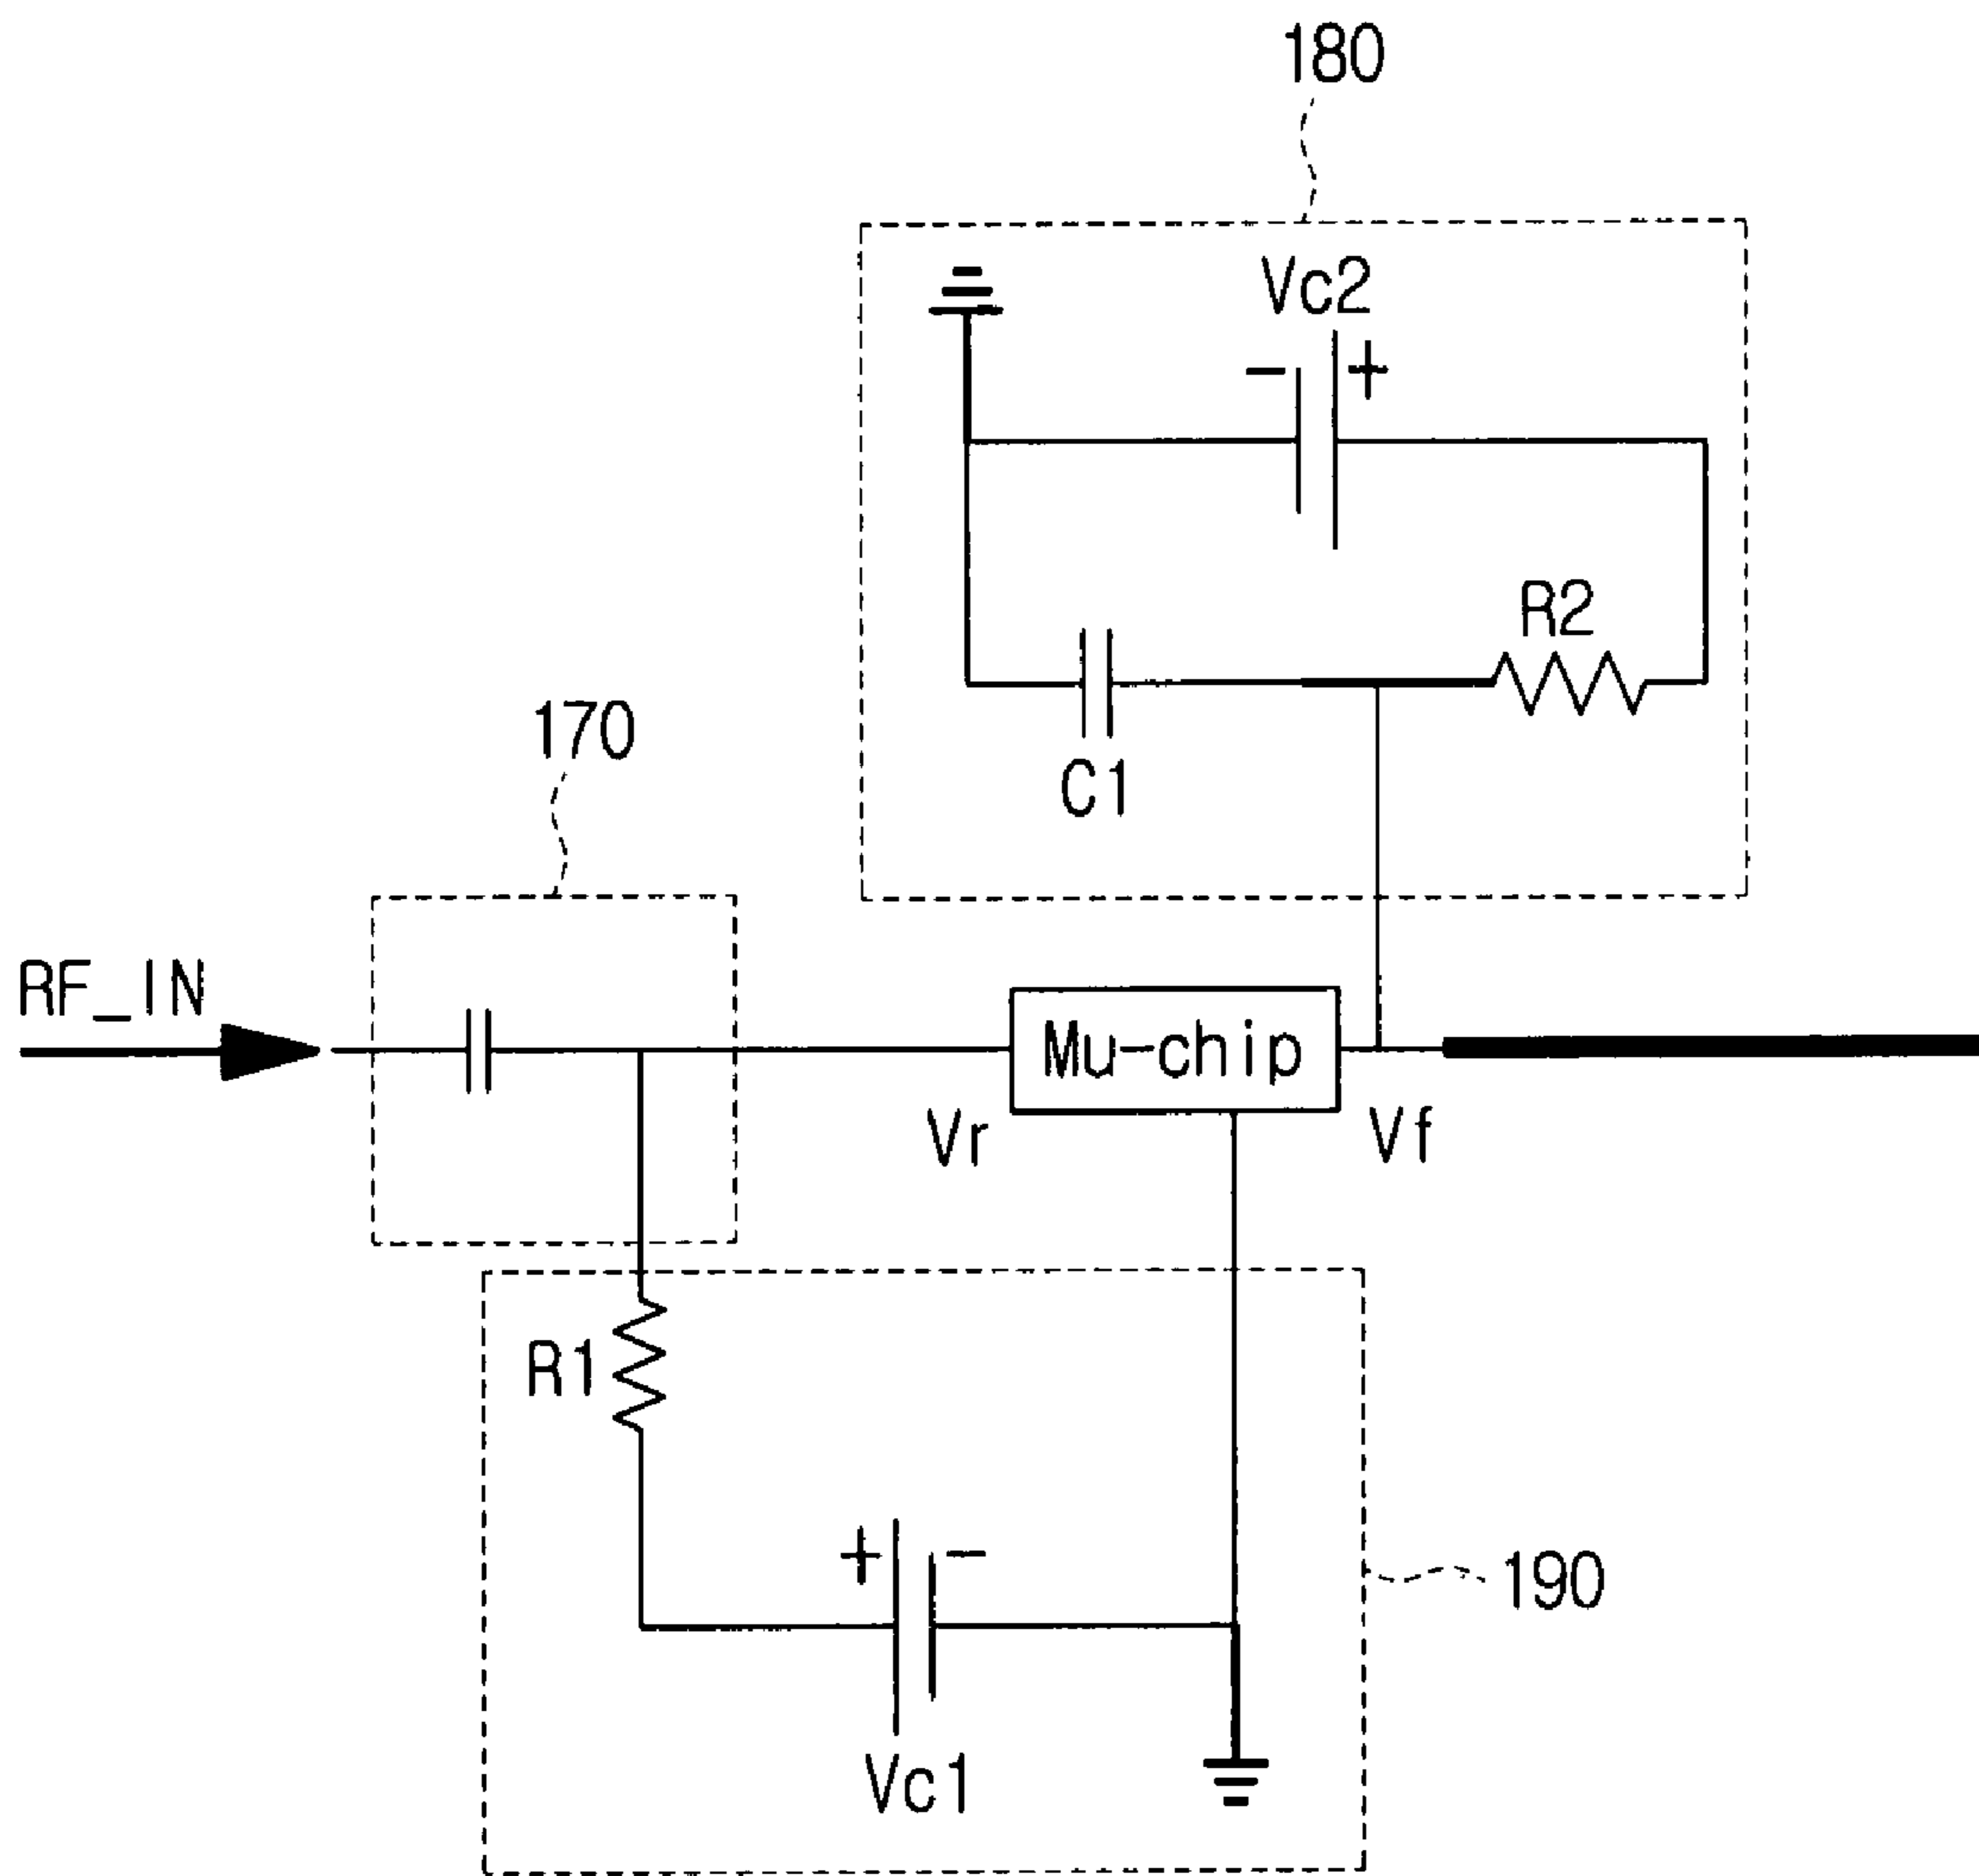 180
Vc2
- +
R2
C1
170
RF_IN
Mu-chip
Vr
Vf
R1
+ -
190
Vc1